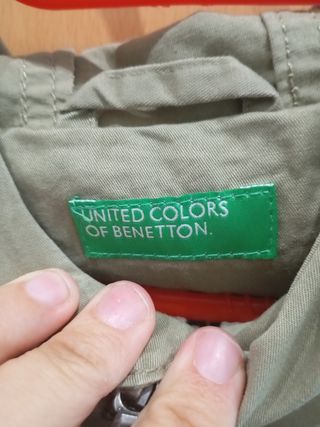 UNITED COLORS
OF BENETTON.